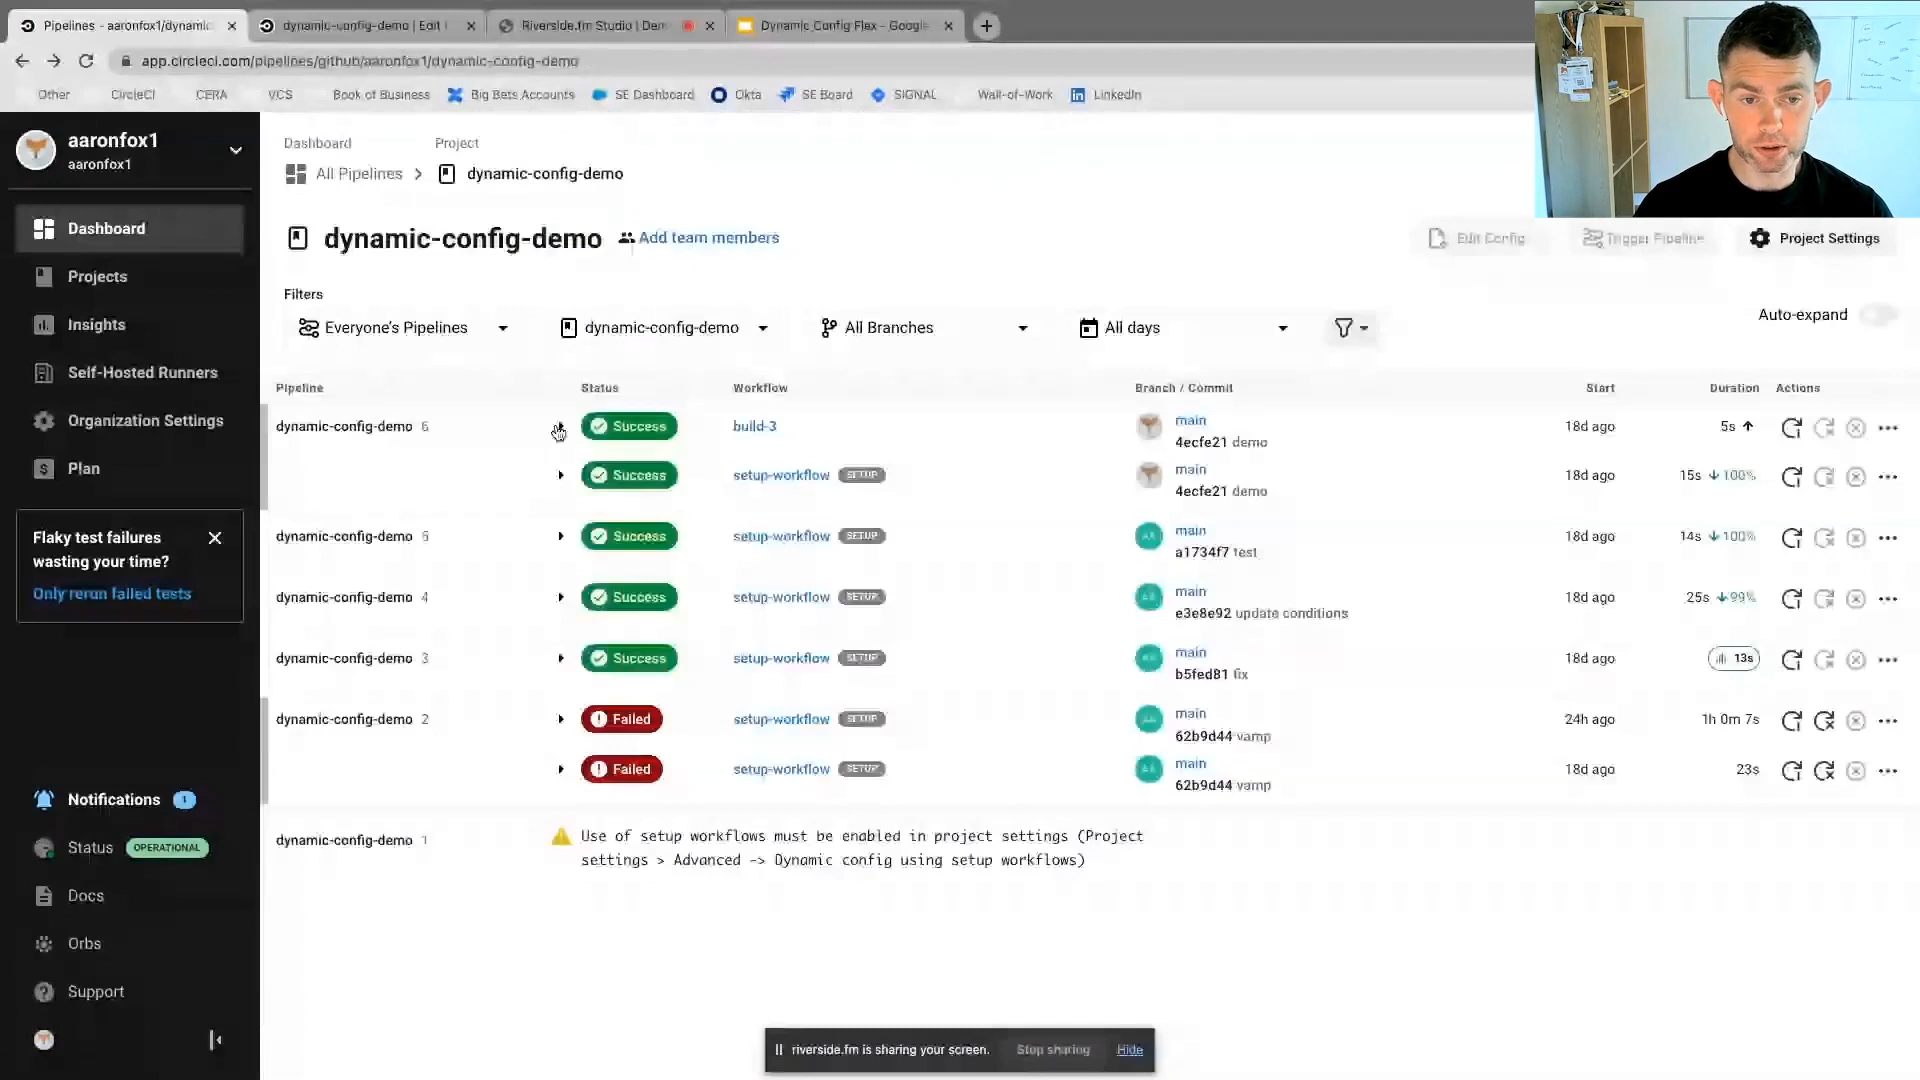 Pipelines - aaronfox1/dynamic
dynamic-config-demo | Edit
Riverside.fm Studio | Dem
Dynamic Config Flex - Google
app.circleci.com/pipelines/github/aaronfox1/dynamic-config-demo
Other
CircleCI
CERA
VCS
Book of Business
Big Bets Accounts
SE Dashboard
Okta
SE Board
SIGNAL
Wall-of-Work
LinkedIn
aaronfox1
aaronfox1
Dashboard
Projects
Insights
Self-Hosted Runners
Organization Settings
Plan
Flaky test failures
wasting your time?
Only rerun failed tests
Notifications 1
Status OPERATIONAL
Docs
Orbs
Support
Dashboard Project
All Pipelines dynamic-config-demo
dynamic-config-demo Add team members
Edit Config Trigger Pipeline Project Settings
Filters
Everyone's Pipelines dynamic-config-demo All Branches All days
Auto-expand
Pipeline Status Workflow Branch / Commit Start Duration Actions
dynamic-config-demo 6 Success build-3 main 18d ago 5s
4ecfe21 demo
Success setup-workflow SETUP main 18d ago 15s 100%
4ecfe21 demo
dynamic-config-demo 5 Success setup-workflow SETUP main 18d ago 14s 100%
a1734f7 test
dynamic-config-demo 4 Success setup-workflow SETUP main 18d ago 25s 99%
e3e8e92 update conditions
dynamic-config-demo 3 Success setup-workflow SETUP main 18d ago 13s
b5fed81 fix
dynamic-config-demo 2 Failed setup-workflow SETUP main 24h ago 1h 0m 7s
62b9d44 vamp
Failed setup-workflow SETUP main 18d ago 23s
62b9d44 vamp
dynamic-config-demo 1 Use of setup workflows must be enabled in project settings (Project
settings > Advanced -> Dynamic config using setup workflows)
riverside.fm is sharing your screen. Stop sharing Hide